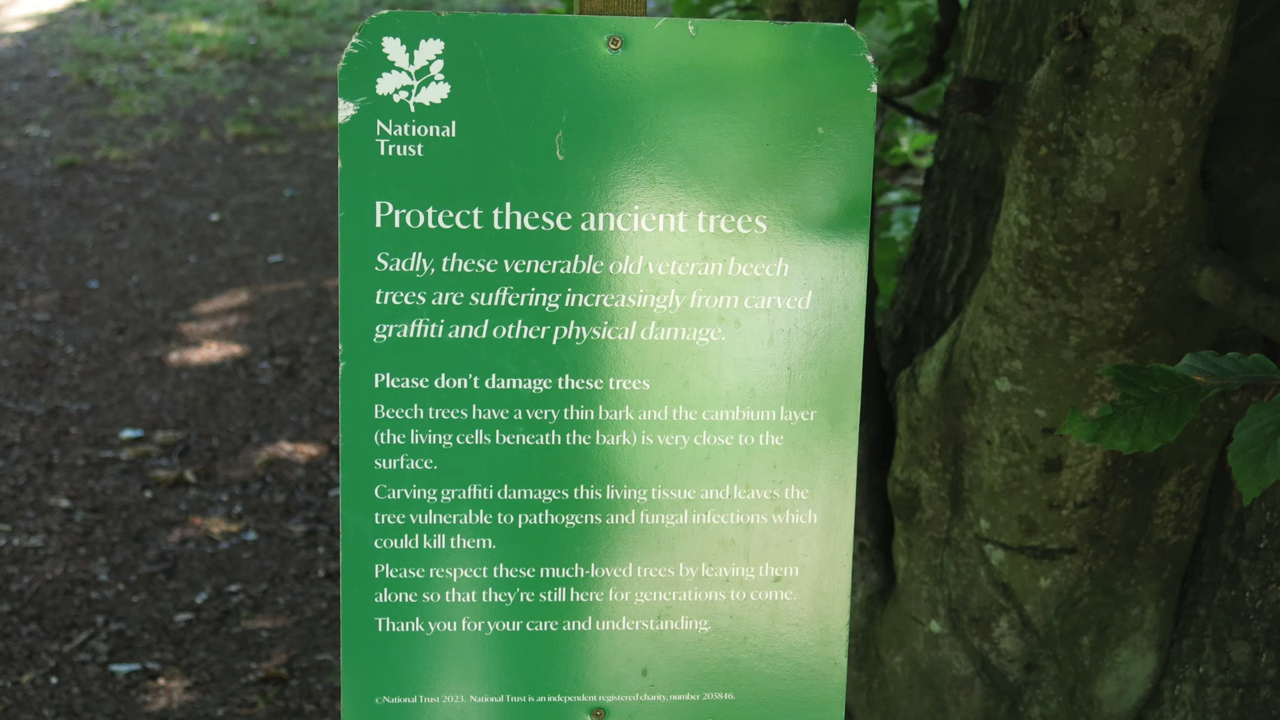 National
Trust
Protect these ancient trees
Sadly, these venerable old veteran beech
trees are suffering increasingly from carved
graffiti and other physical damage.
Please don't damage these trees
Beech trees have a very thin bark and the cambium layer
(the living cells beneath the bark) is very close to the
surface.
Carving graffiti damages this living tissue and leaves the
tree vulnerable to pathogens and fungal infections which
could kill them.
Please respect these much-loved trees by leaving them
alone so that they're still here for generations to come.
Thank you for your care and understanding.
©National Trust 2023. National Trust is an independent registered charity, number 205846.